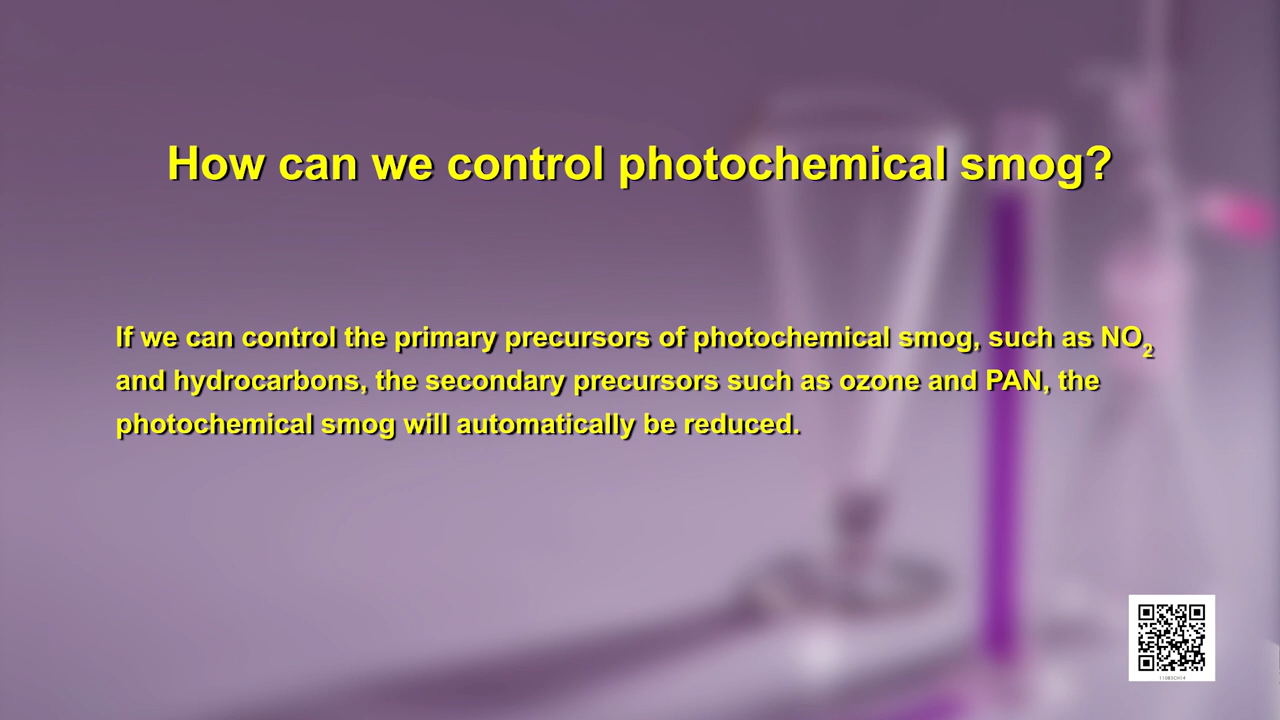 How can we control photochemical smog?
If we can control the primary precursors of photochemical smog, such as NO₂
and hydrocarbons, the secondary precursors such as ozone and PAN, the
photochemical smog will automatically be reduced.